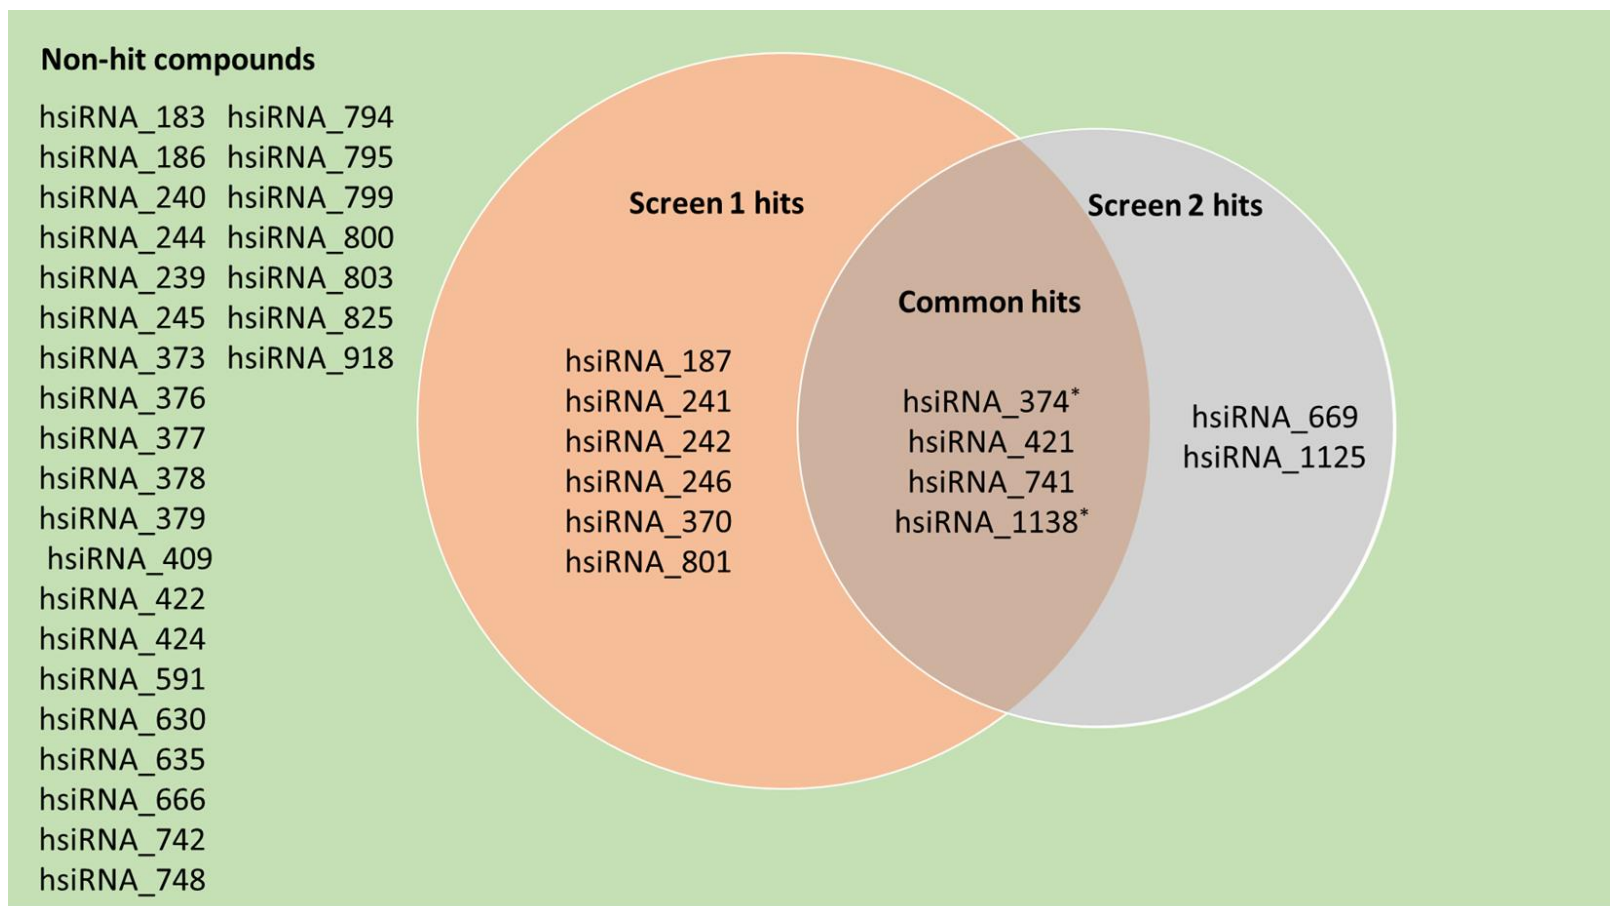 Non-hit compounds
hsiRNA_183 hsiRNA_794
hsiRNA_186 hsiRNA_795
hsiRNA_240 hsiRNA_799
hsiRNA_244 hsiRNA_800
hsiRNA_239 hsiRNA_803
hsiRNA_245 hsiRNA_825
hsiRNA_373 hsiRNA_918
hsiRNA_376
hsiRNA_377
hsiRNA_378
hsiRNA_379
hsiRNA_409
hsiRNA_422
hsiRNA_424
hsiRNA_591
hsiRNA_630
hsiRNA_635
hsiRNA_666
hsiRNA_742
hsiRNA_748
Screen 1 hits
hsiRNA_187
hsiRNA_241
hsiRNA_242
hsiRNA_246
hsiRNA_370
hsiRNA_801
Common hits
hsiRNA_374*
hsiRNA_421
hsiRNA_741
hsiRNA_1138*
Screen 2 hits
hsiRNA_669
hsiRNA_1125